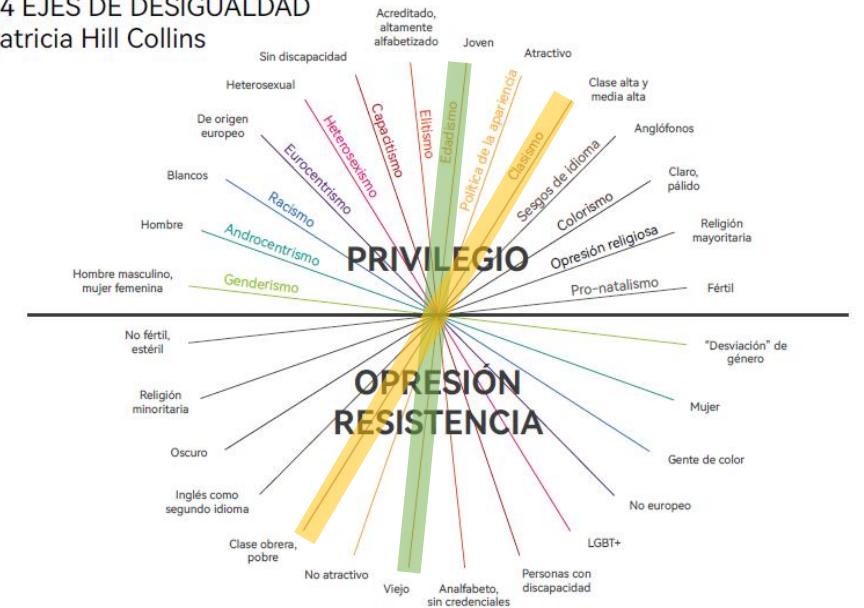 4 EJES DE DESIGUALDAD
atricia Hill Collins
Acreditado,
altamente
alfabetizado
Joven
Atractivo
Sin discapacidad
Clase alta y
media alta
Heterosexual
Anglófonos
De origen
europeo
Claro,
pálido
Blancos
Religión
mayoritaria
Hombre
Hombre masculino,
mujer femenina
Fértil
Genderismo
Androcentrismo
Racismo
Eurocentrismo
Heterosexismo
Capacitismo
Elitismo
Edadismo
Política de la apariencia
Clasismo
Sesgos de idioma
Colorismo
Opresión religiosa
Pro-natalismo
PRIVILEGIO
OPRESIÓN
RESISTENCIA
No fértil,
estéril
"Desviación" de
género
Religión
minoritaria
Mujer
Oscuro
Gente de color
Inglés como
segundo idioma
No europeo
Clase obrera,
pobre
LGBT+
No atractivo
Viejo
Analfabeto,
sin credenciales
Personas con
discapacidad